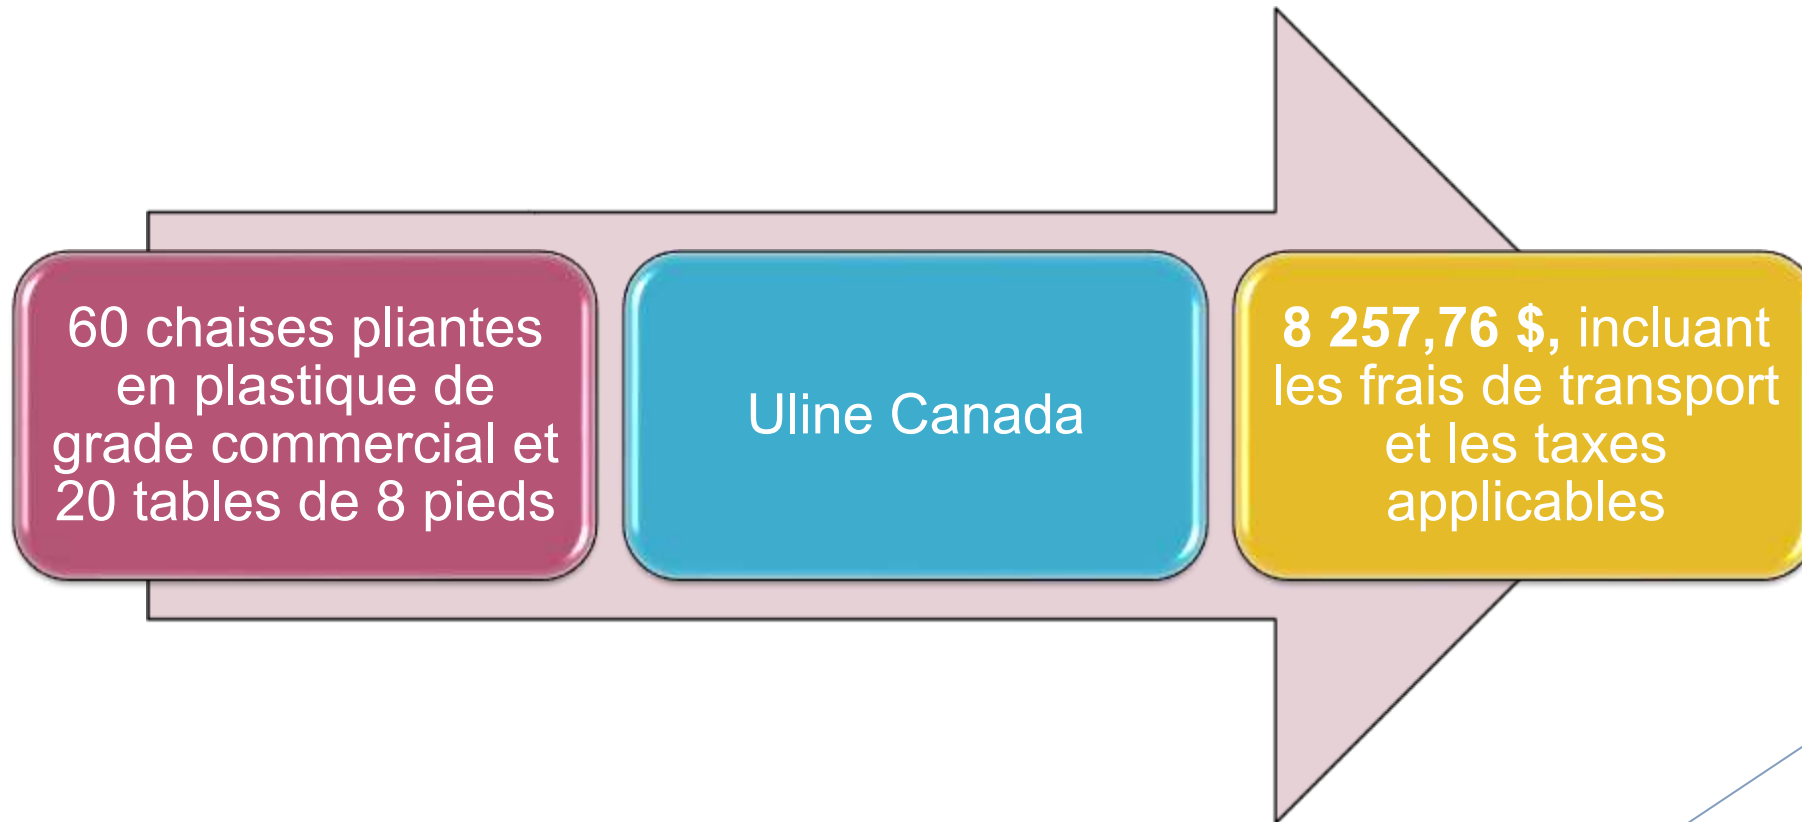 60 chaises pliantes
en plastique de
grade commercial et
20 tables de 8 pieds
Uline Canada
8 257,76 $, incluant
les frais de transport
et les taxes
applicables